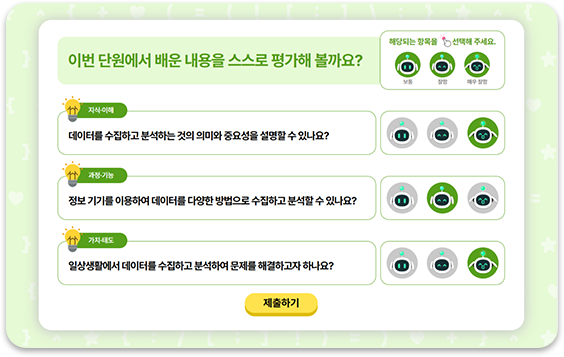 이번 단원에서 배운 내용을 스스로 평가해 볼까요?
해당되는 항목을 선택해 주세요.
보통
잘함
매우 잘함
지식·이해
데이터를 수집하고 분석하는 것의 의미와 중요성을 설명할 수 있나요?
과정·기능
정보 기기를 이용하여 데이터를 다양한 방법으로 수집하고 분석할 수 있나요?
가치·태도
일상생활에서 데이터를 수집하고 분석하여 문제를 해결하고자 하나요?
제출하기